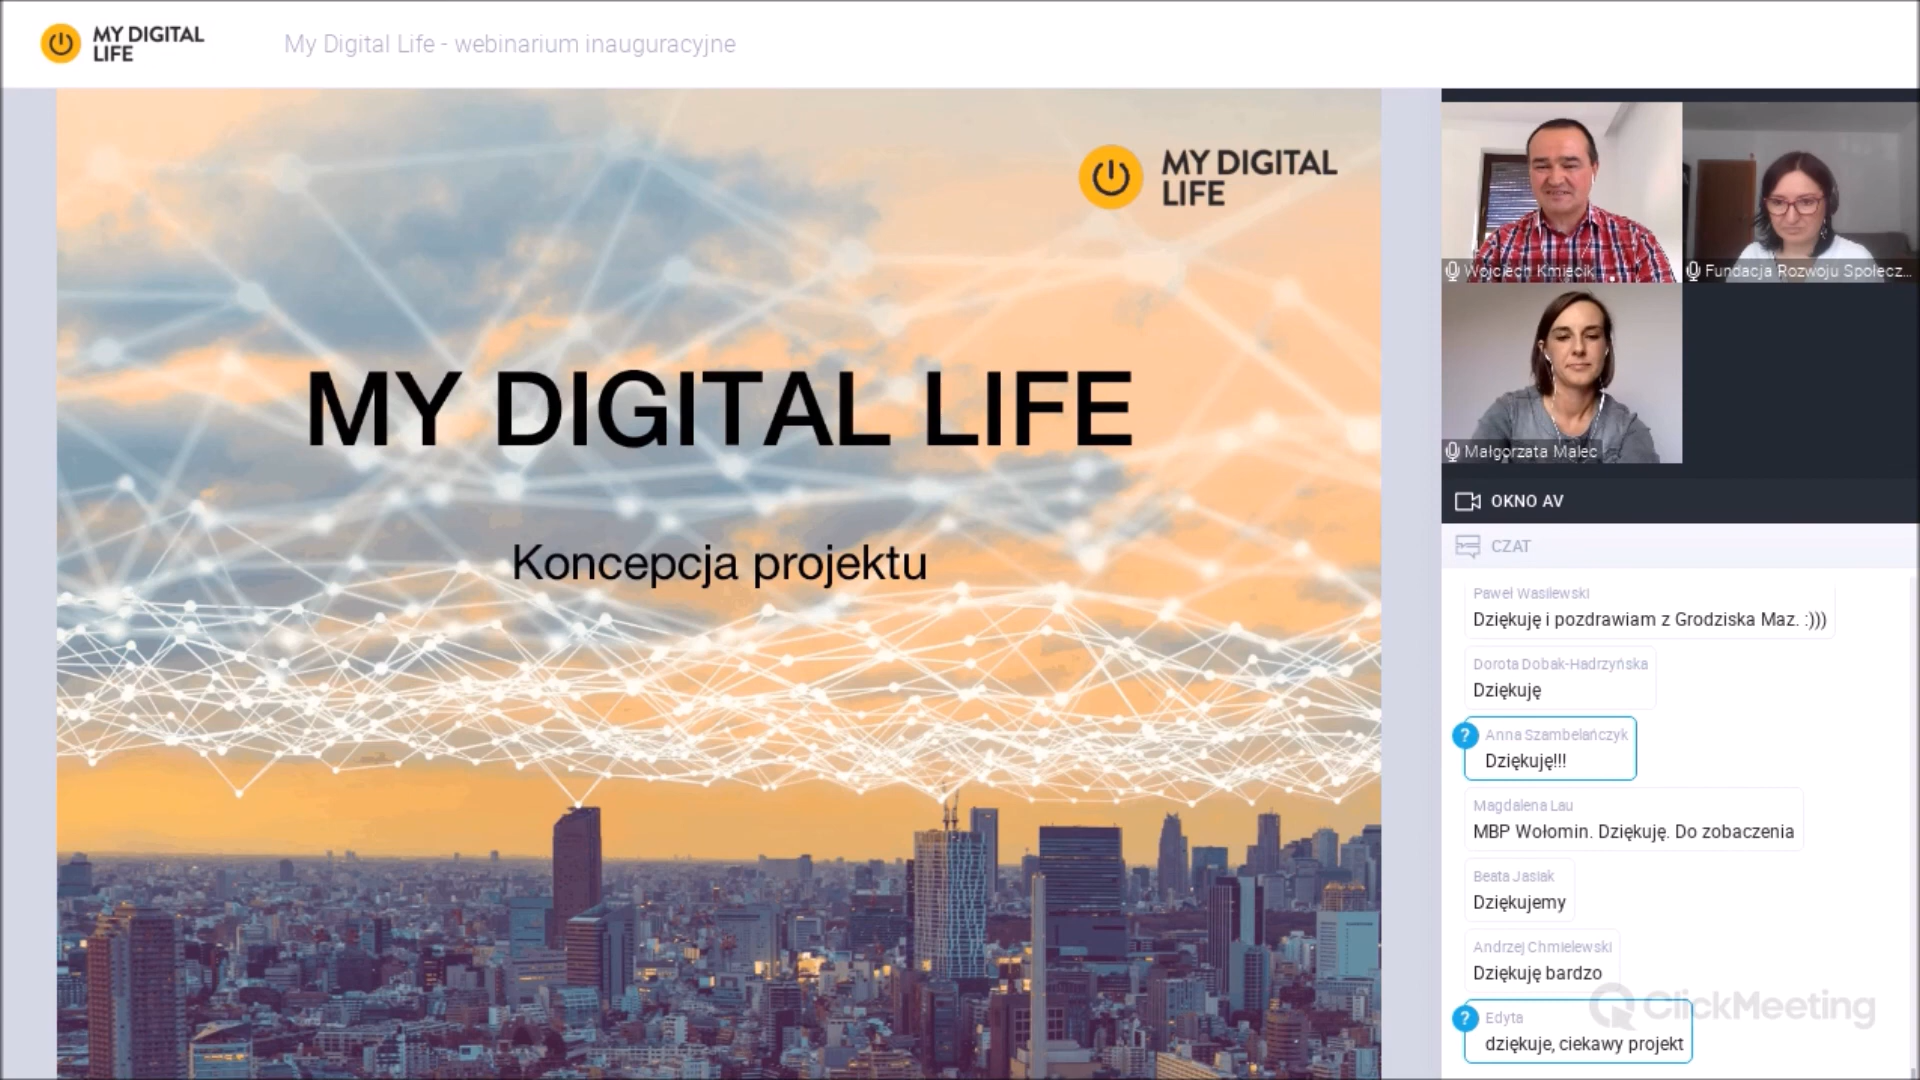 MY DIGITAL
LIFE
My Digital Life - webinarium inauguracyjne
MY DIGITAL
LIFE
MY DIGITAL LIFE
Koncepcja projektu
Wojciech Kmięcik
Fundacja Rozwoju Społecz...
Małgorzata Malec
OKNO AV
CZAT
Paweł Wasilewski
Dziękuję i pozdrawiam z Grodziska Maz. :)))
Dorota Dobak-Hadrzyńska
Dziękuję
?
Anna Szambelańczyk
Dziękuję!!!
Magdalena Lau
MBP Wołomin. Dziękuję. Do zobaczenia
Beata Jasiak
Dziękujemy
Andrzej Chmielewski
Dziękuję bardzo
?
Edyta
dziękuje, ciekawy projekt
ClickMeeting